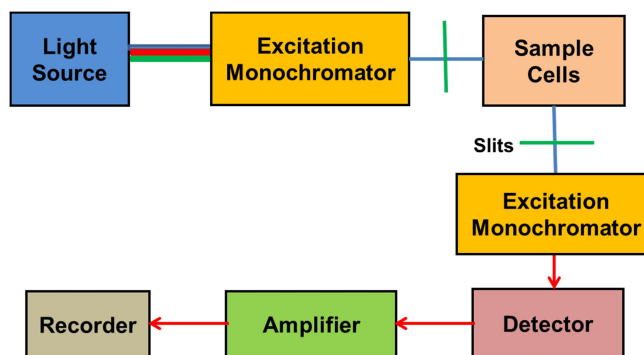 Light
Source
Excitation
Monochromator
Sample
Cells
Slits
Excitation
Monochromator
Recorder
Amplifier
Detector